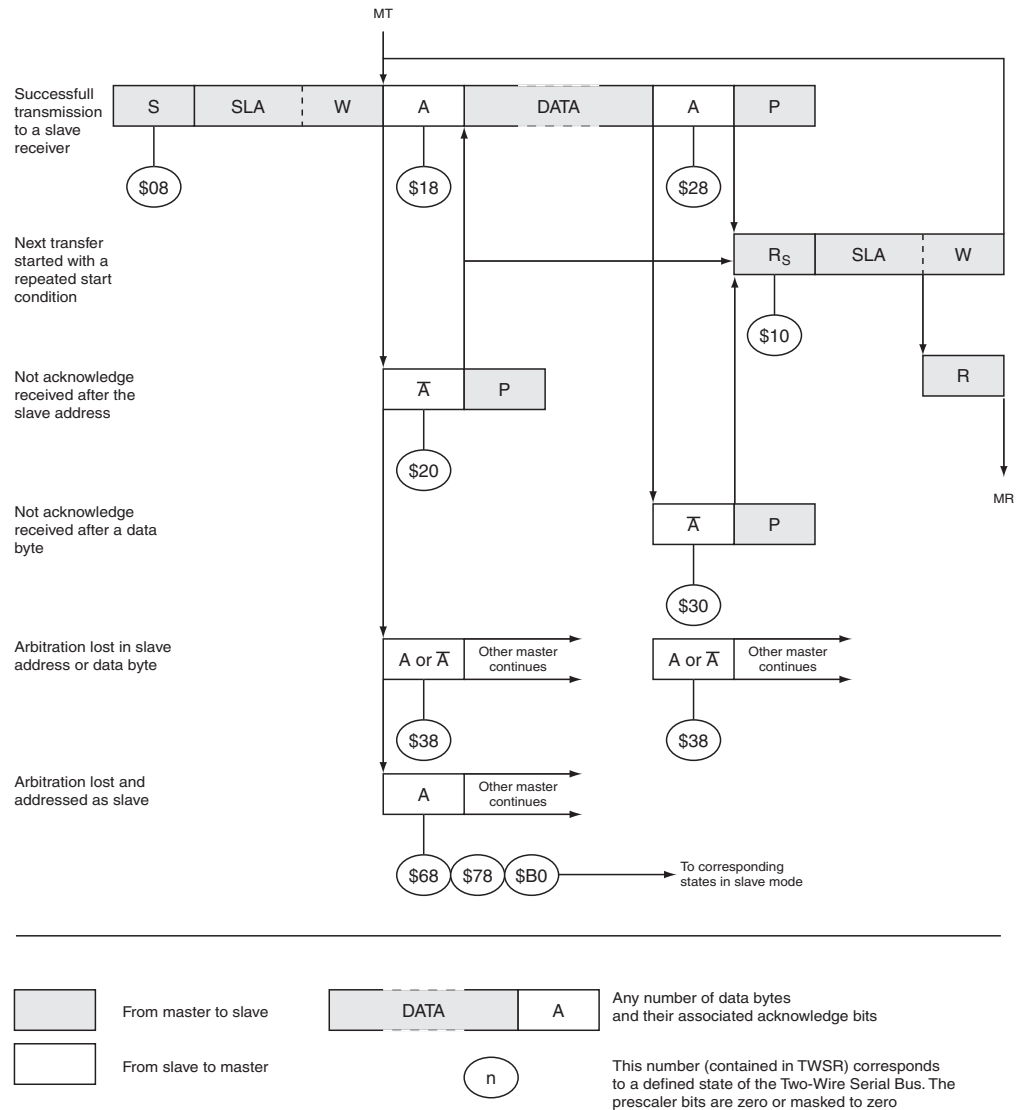 MT
Successfull
transmission
to a slave
receiver
S SLA W A DATA A P
$08 $18 $28
Next transfer
started with a
repeated start
condition
RS SLA W
$10
Not acknowledge
received after the
slave address
A̅ P
R
$20
MR
Not acknowledge
received after a data
byte
A̅ P
$30
Arbitration lost in slave
address or data byte
A or A̅ Other master
continues
A or A̅ Other master
continues
$38 $38
Arbitration lost and
addressed as slave
A Other master
continues
$68 $78 $B0
To corresponding
states in slave mode
From master to slave
DATA A
Any number of data bytes
and their associated acknowledge bits
From slave to master
n
This number (contained in TWSR) corresponds
to a defined state of the Two-Wire Serial Bus. The
prescaler bits are zero or masked to zero